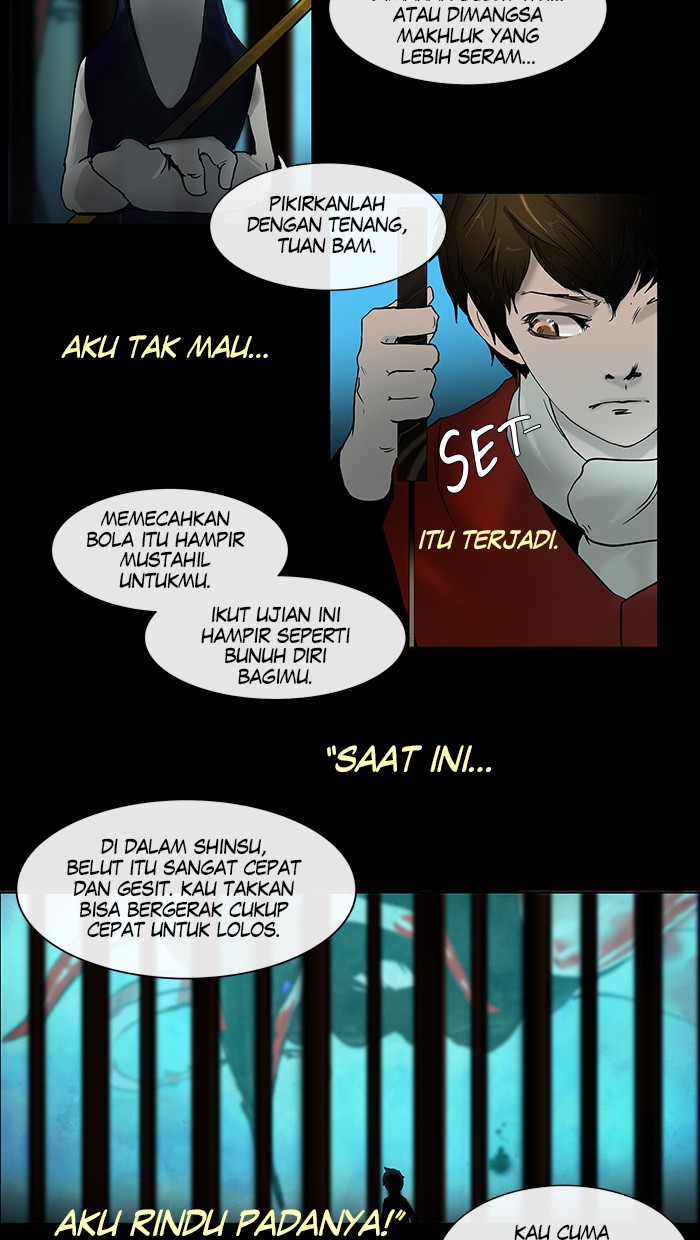 ATAU DIMANGSA
MAKHLUK YANG
LEBIH SERAM...
PIKIRKANLAH
DENGAN TENANG,
TUAN BAM.
AKU TAK MAU...
SET-
ITU TERJADI.
MEMECAHKAN
BOLA ITU HAMPIR
MUSTAHIL
UNTUKMU.
IKUT UJIAN INI
HAMPIR SEPERTI
BUNUH DIRI
BAGIMU.
"SAAT INI...
DI DALAM SHINSU,
BELUT ITU SANGAT CEPAT
DAN GESIT. KAU TAKKAN
BISA BERGERAK CUKUP
CEPAT UNTUK LOLOS.
AKU RINDU PADANYA!"
KAU CUMA